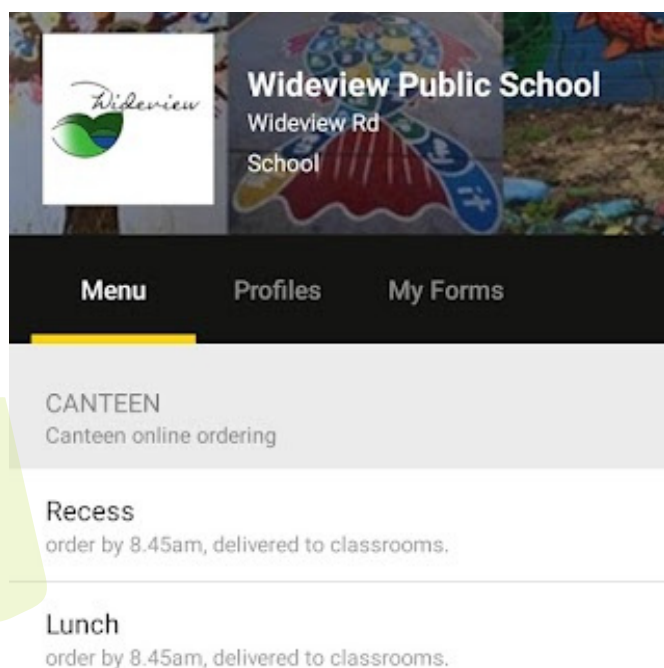 Wideview
Wideview Public School
Wideview Rd
School
it
Menu
Profiles
My Forms
CANTEEN
Canteen online ordering
Recess
order by 8.45am, delivered to classrooms.
Lunch
order by 8.45am, delivered to classrooms.